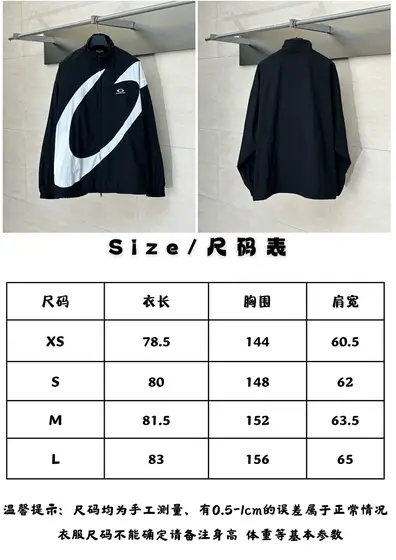 Size/尺码表
尺码 衣长 胸围 肩宽
XS 78.5 144 60.5
S 80 148 62
M 81.5 152 63.5
L 83 156 65
温馨提示：尺码均为手工测量、有0.5-1cm的误差属于正常情况
衣服尺码不能确定请备注身高 体重等基本参数